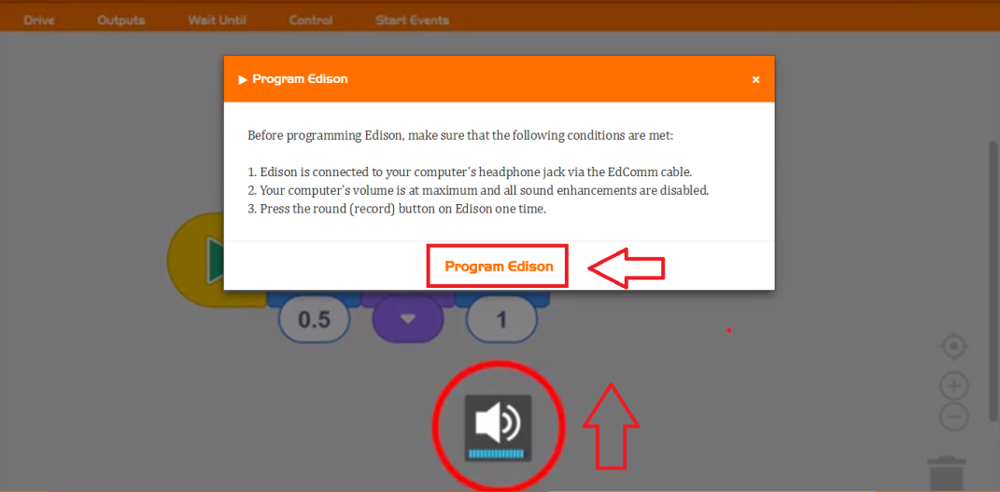 Drive Outputs Wait Until Control Start Events
Program Edison ×
Before programming Edison, make sure that the following conditions are met:
1. Edison is connected to your computer's headphone jack via the EdComm cable.
2. Your computer's volume is at maximum and all sound enhancements are disabled.
3. Press the round (record) button on Edison one time.
Program Edison
0.5 1